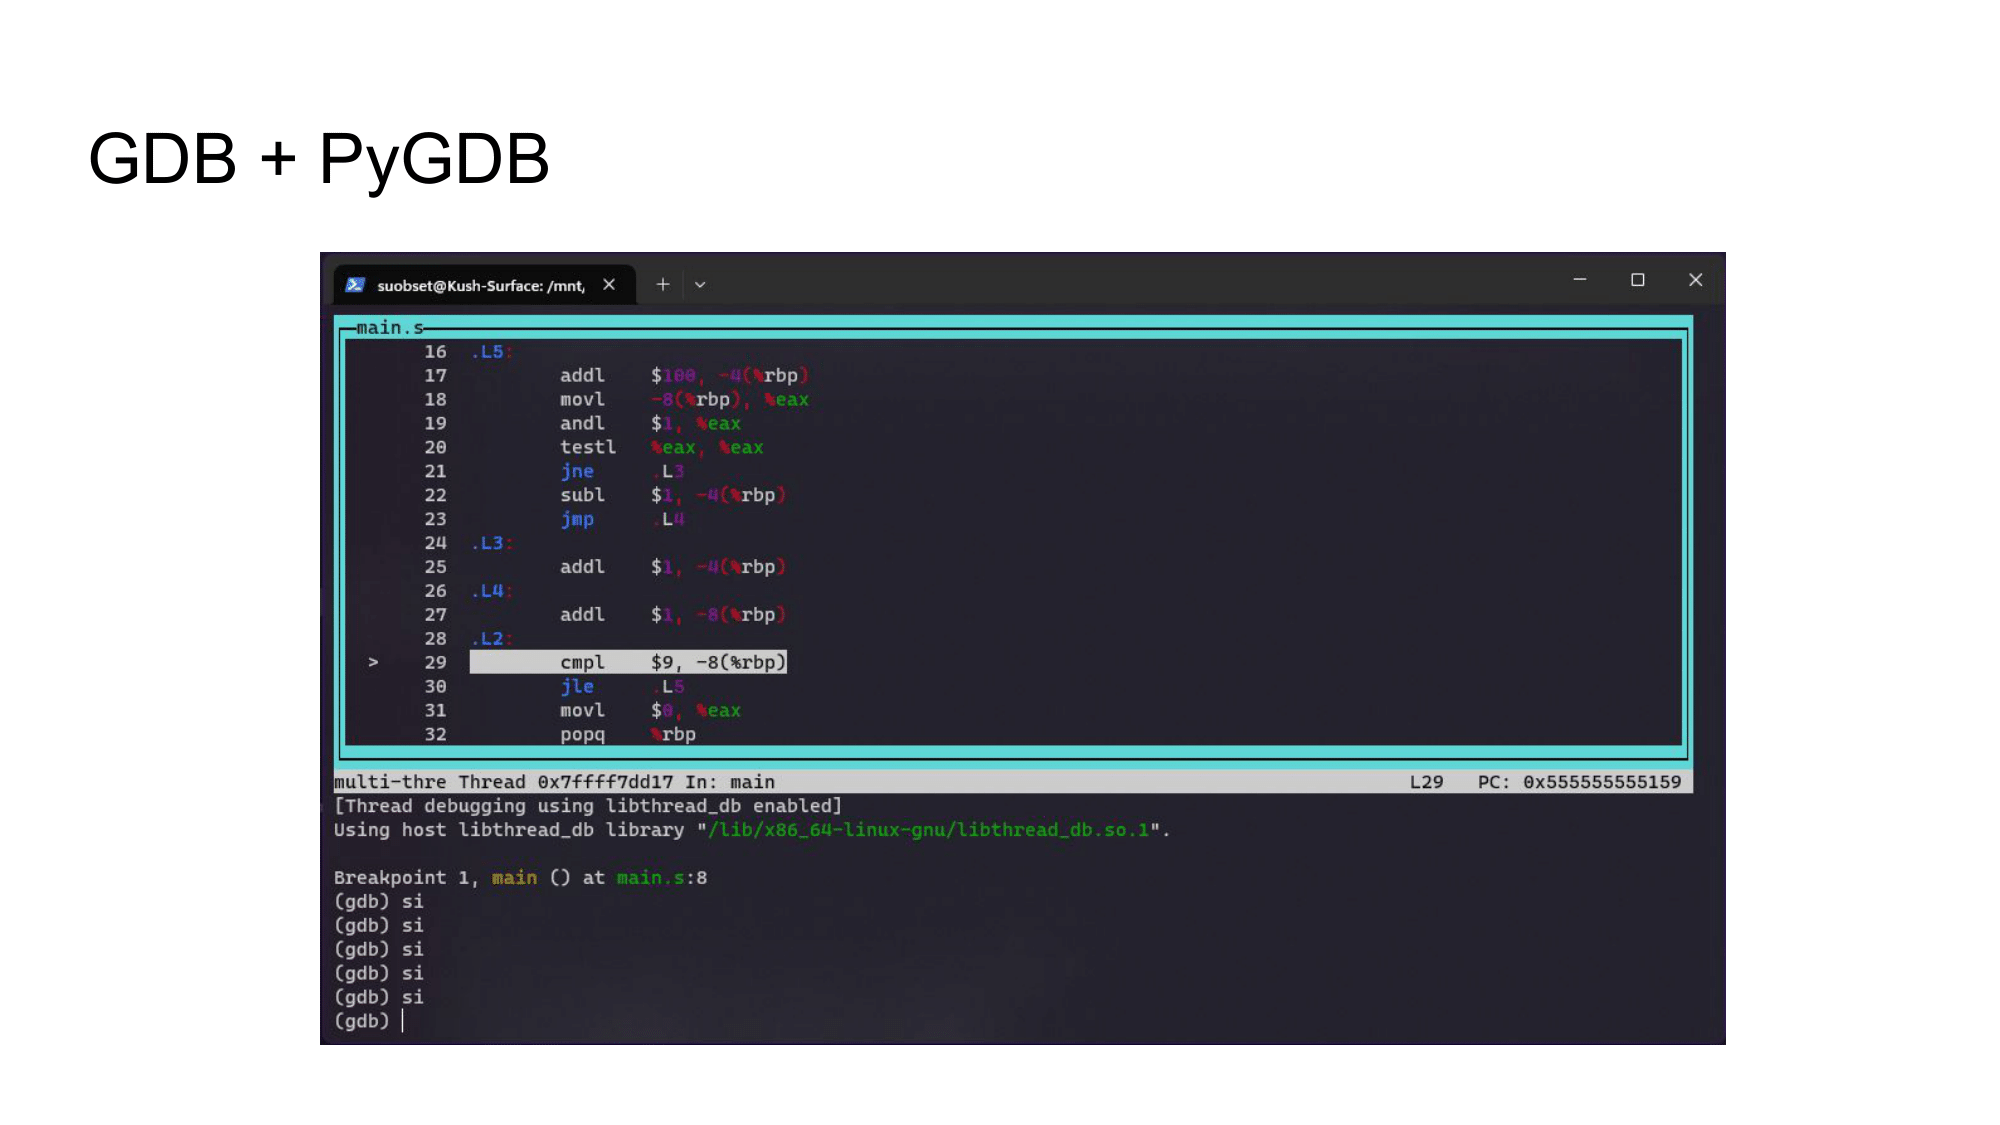 GDB + PyGDB
suobset@Kush-Surface: /mnt,
main.s
16 .L5:
17 addl $100, -4(%rbp)
18 movl -8(%rbp), %eax
19 andl $1, %eax
20 testl %eax, %eax
21 jne .L3
22 subl $1, -4(%rbp)
23 jmp .L4
24 .L3:
25 addl $1, -4(%rbp)
26 .L4:
27 addl $1, -8(%rbp)
28 .L2:
> 29 cmpl $9, -8(%rbp)
30 jle .L5
31 movl $0, %eax
32 popq %rbp
multi-thre Thread 0x7ffff7dd17 In: main L29 PC: 0x555555555159
[Thread debugging using libthread_db enabled]
Using host libthread_db library "/lib/x86_64-linux-gnu/libthread_db.so.1".
Breakpoint 1, main () at main.s:8
(gdb) si
(gdb) si
(gdb) si
(gdb) si
(gdb) si
(gdb)